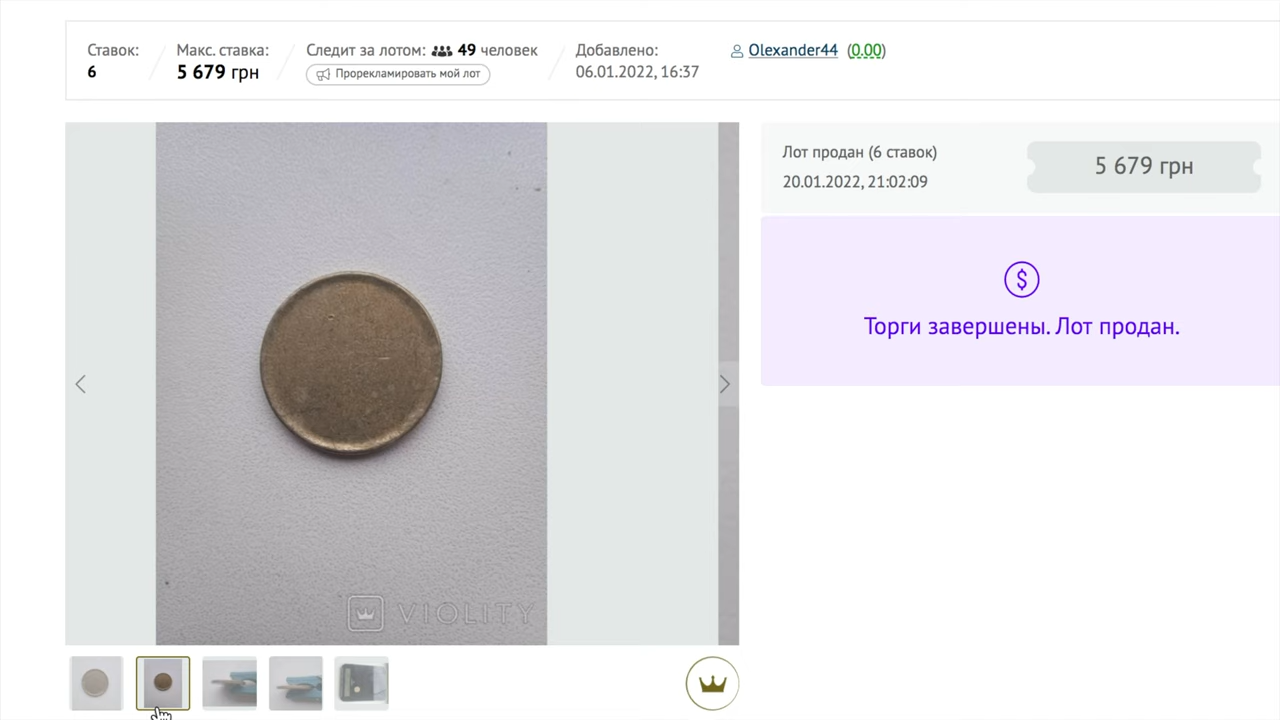 Ставок:
6
Макс. ставка:
5 679 грн
Следит за лотом: 49 человек
Прорекламировать мой лот
Добавлено:
06.01.2022, 16:37
Olexander44 (0.00)
Лот продан (6 ставок)
20.01.2022, 21:02:09
5 679 грн
$
Торги завершены. Лот продан.
VIOLITY